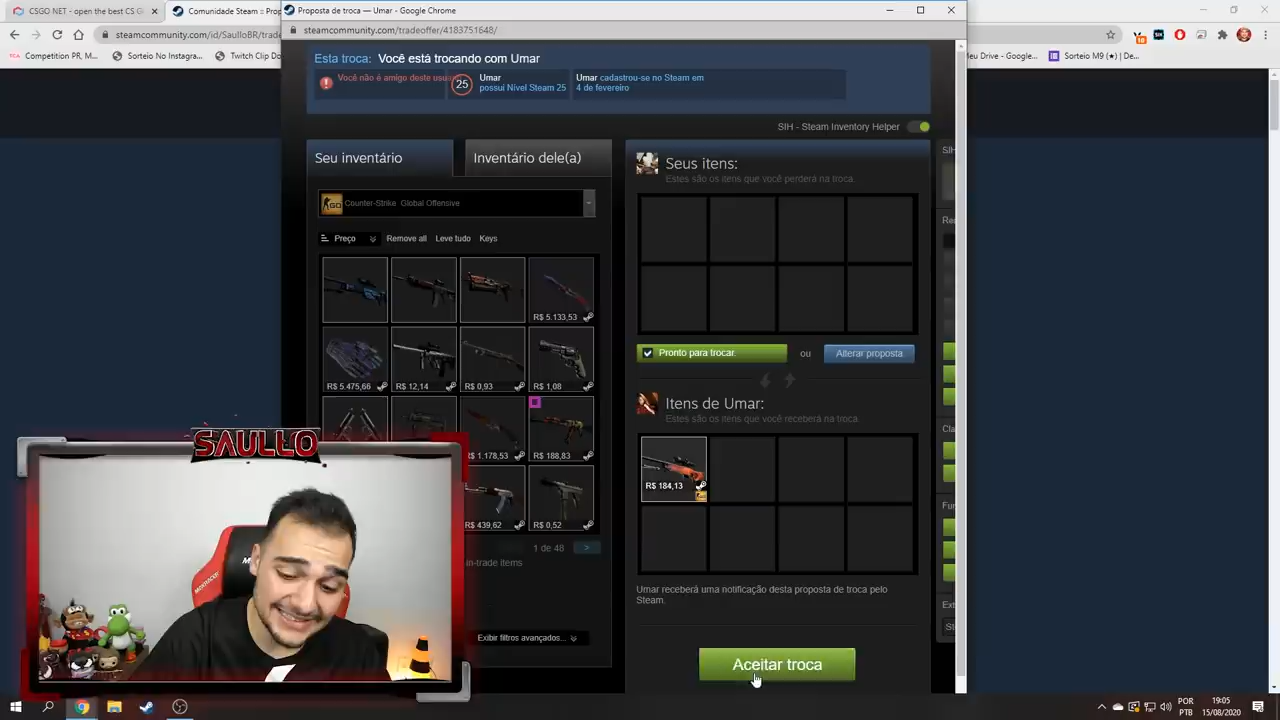 CSGO·NET - open the best CS:G
Comunidade Steam ::
Proposta de troca — Umar - Google Chrome
steamcommunity.com/id/SaulloBR/trad
steamcommunity.com/tradeoffer/4183751648/
Competition PR, M...
WhatsApp
Twitch Clip Do
eu Drive -
Sorteio M9 (♦) | De...
Esta troca: Você está trocando com Umar
Você não é amigo deste usu
25
Umar
possui Nível Steam 25
Umar cadastrou-se no Steam em
4 de fevereiro
SIH - Steam Inventory Helper
SIH
Seu inventário
Inventário dele(a)
Seus itens:
Estes são os itens que você perderá na troca.
Counter-Strike Global Offensive
Preço
Remove all
Leve tudo
Keys
R$ 5.133,53
R$ 5.475,66
R$ 12,14
R$ 0,93
R$ 1,08
Pronto para trocar.
ou
Alterar proposta
Itens de Umar:
Estes são os itens que você receberá na troca.
R$ 1.178,53
R$ 188,83
R$ 184,13
R$ 439,62
R$ 0,52
1 de 48
>
in-trade items
Umar receberá uma notificação desta proposta de troca pelo
Steam.
Exibir filtros avançados...
Aceitar troca
SAULLO
POR
PTB
19:05
15/08/2020